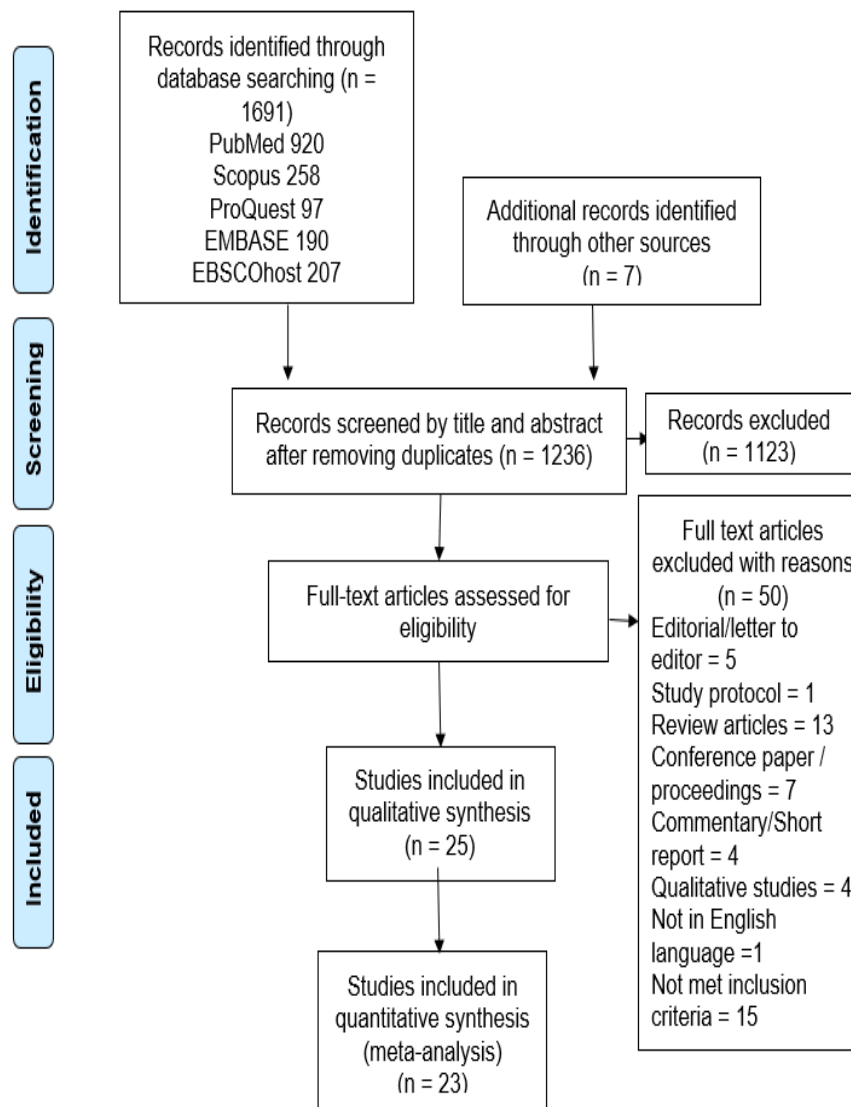 Identification
Records identified through
database searching (n =
1691)
PubMed 920
Scopus 258
ProQuest 97
EMBASE 190
EBSCOhost 207
Additional records identified
through other sources
(n = 7)
Screening
Records screened by title and abstract
after removing duplicates (n = 1236)
Records excluded
(n = 1123)
Eligibility
Full-text articles assessed for
eligibility
Full text articles
excluded with reasons
(n = 50)
Editorial/letter to
editor = 5
Study protocol = 1
Review articles = 13
Conference paper /
proceedings = 7
Commentary/Short
report = 4
Qualitative studies = 4
Not in English
language =1
Not met inclusion
criteria = 15
Included
Studies included in
qualitative synthesis
(n = 25)
Studies included in
quantitative synthesis
(meta-analysis)
(n = 23)